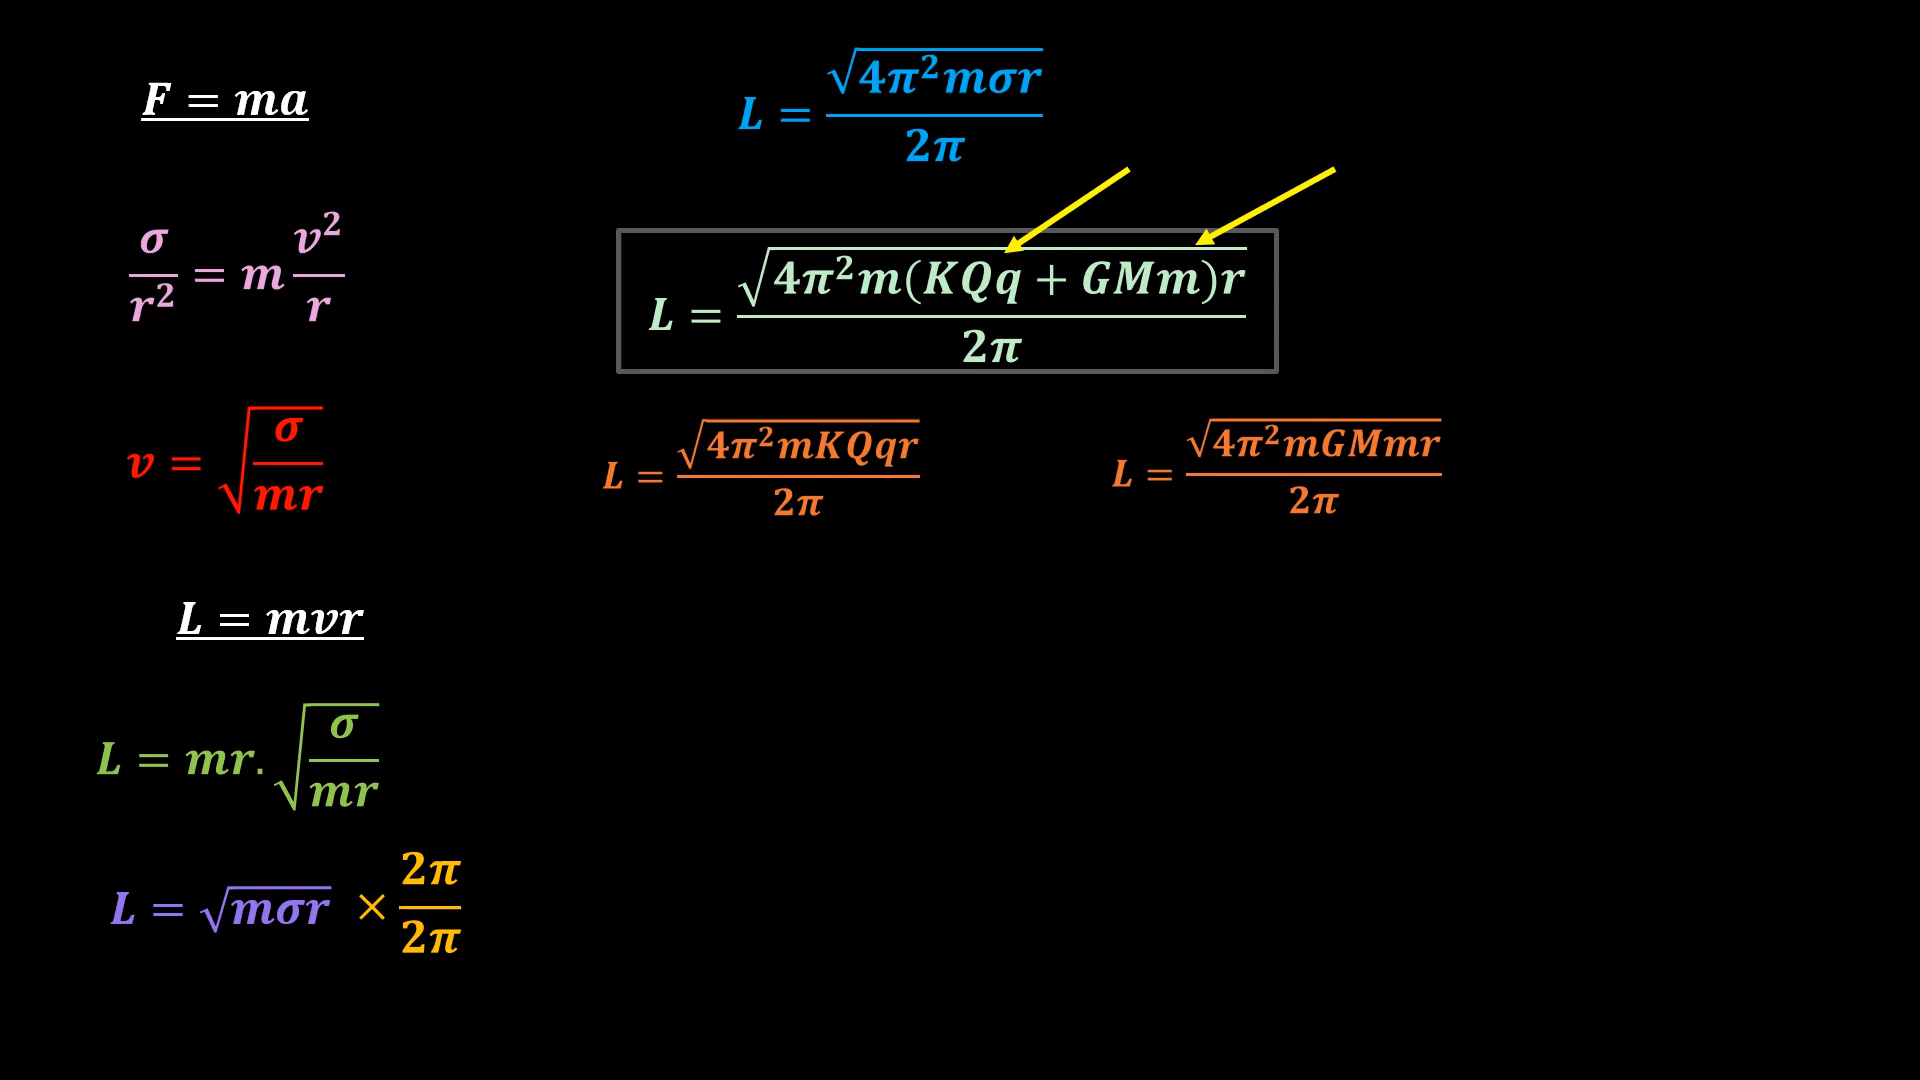 F = ma
σ/r² = m v²/r
v = √(σ/mr)
L = mvr
L = mr.√(σ/mr)
L = √(mσr) × 2π/2π
L = √(4π²mσr)/2π
L = √(4π²m(KQq + GMm)r)/2π
L = √(4π²mKQqr)/2π
L = √(4π²mGMmr)/2π